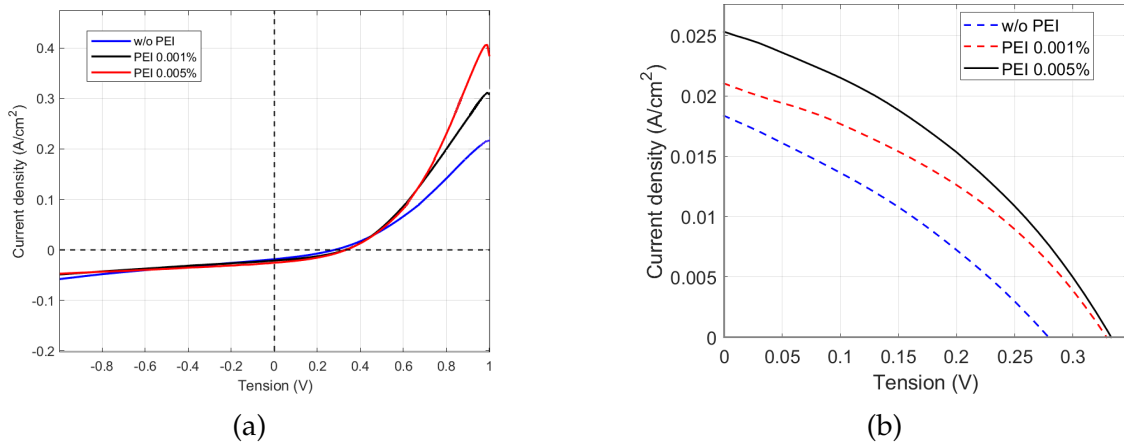 0.4
0.3
0.2
0.1
0
-0.1
-0.2
Current density (A/cm²)
w/o PEI
PEI 0.001%
PEI 0.005%
-0.8 -0.6 -0.4 -0.2 0 0.2 0.4 0.6 0.8 1
Tension (V)
(a)
0.025
0.02
0.015
0.01
0.005
0
Current density (A/cm²)
w/o PEI
PEI 0.001%
PEI 0.005%
0 0.05 0.1 0.15 0.2 0.25 0.3
Tension (V)
(b)